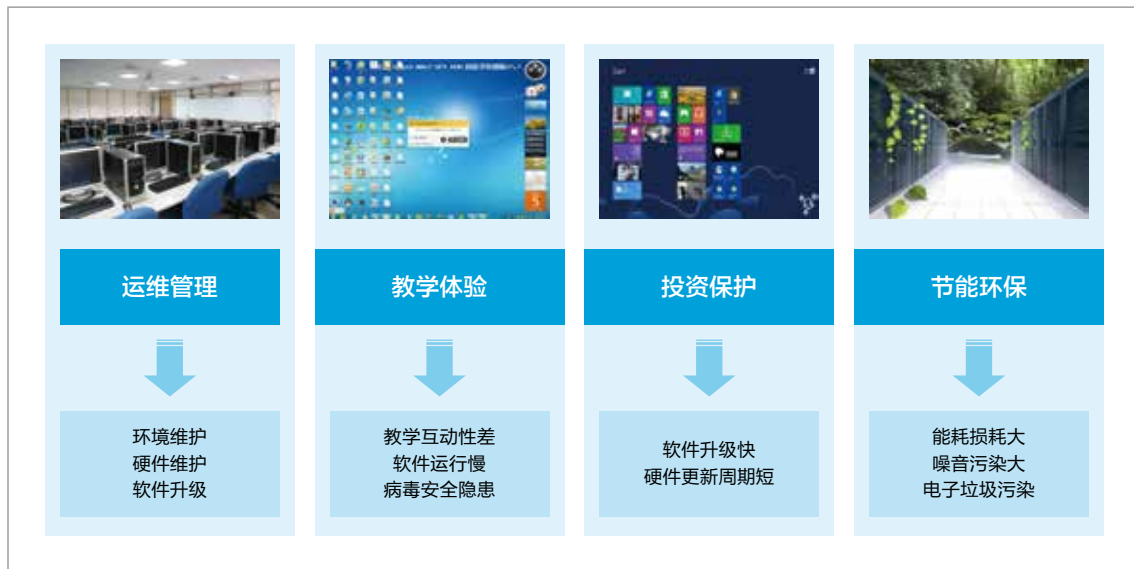 运维管理
环境维护
硬件维护
软件升级
教学体验
教学互动性差
软件运行慢
病毒安全隐患
投资保护
软件升级快
硬件更新周期短
节能环保
能耗损耗大
噪音污染大
电子垃圾污染